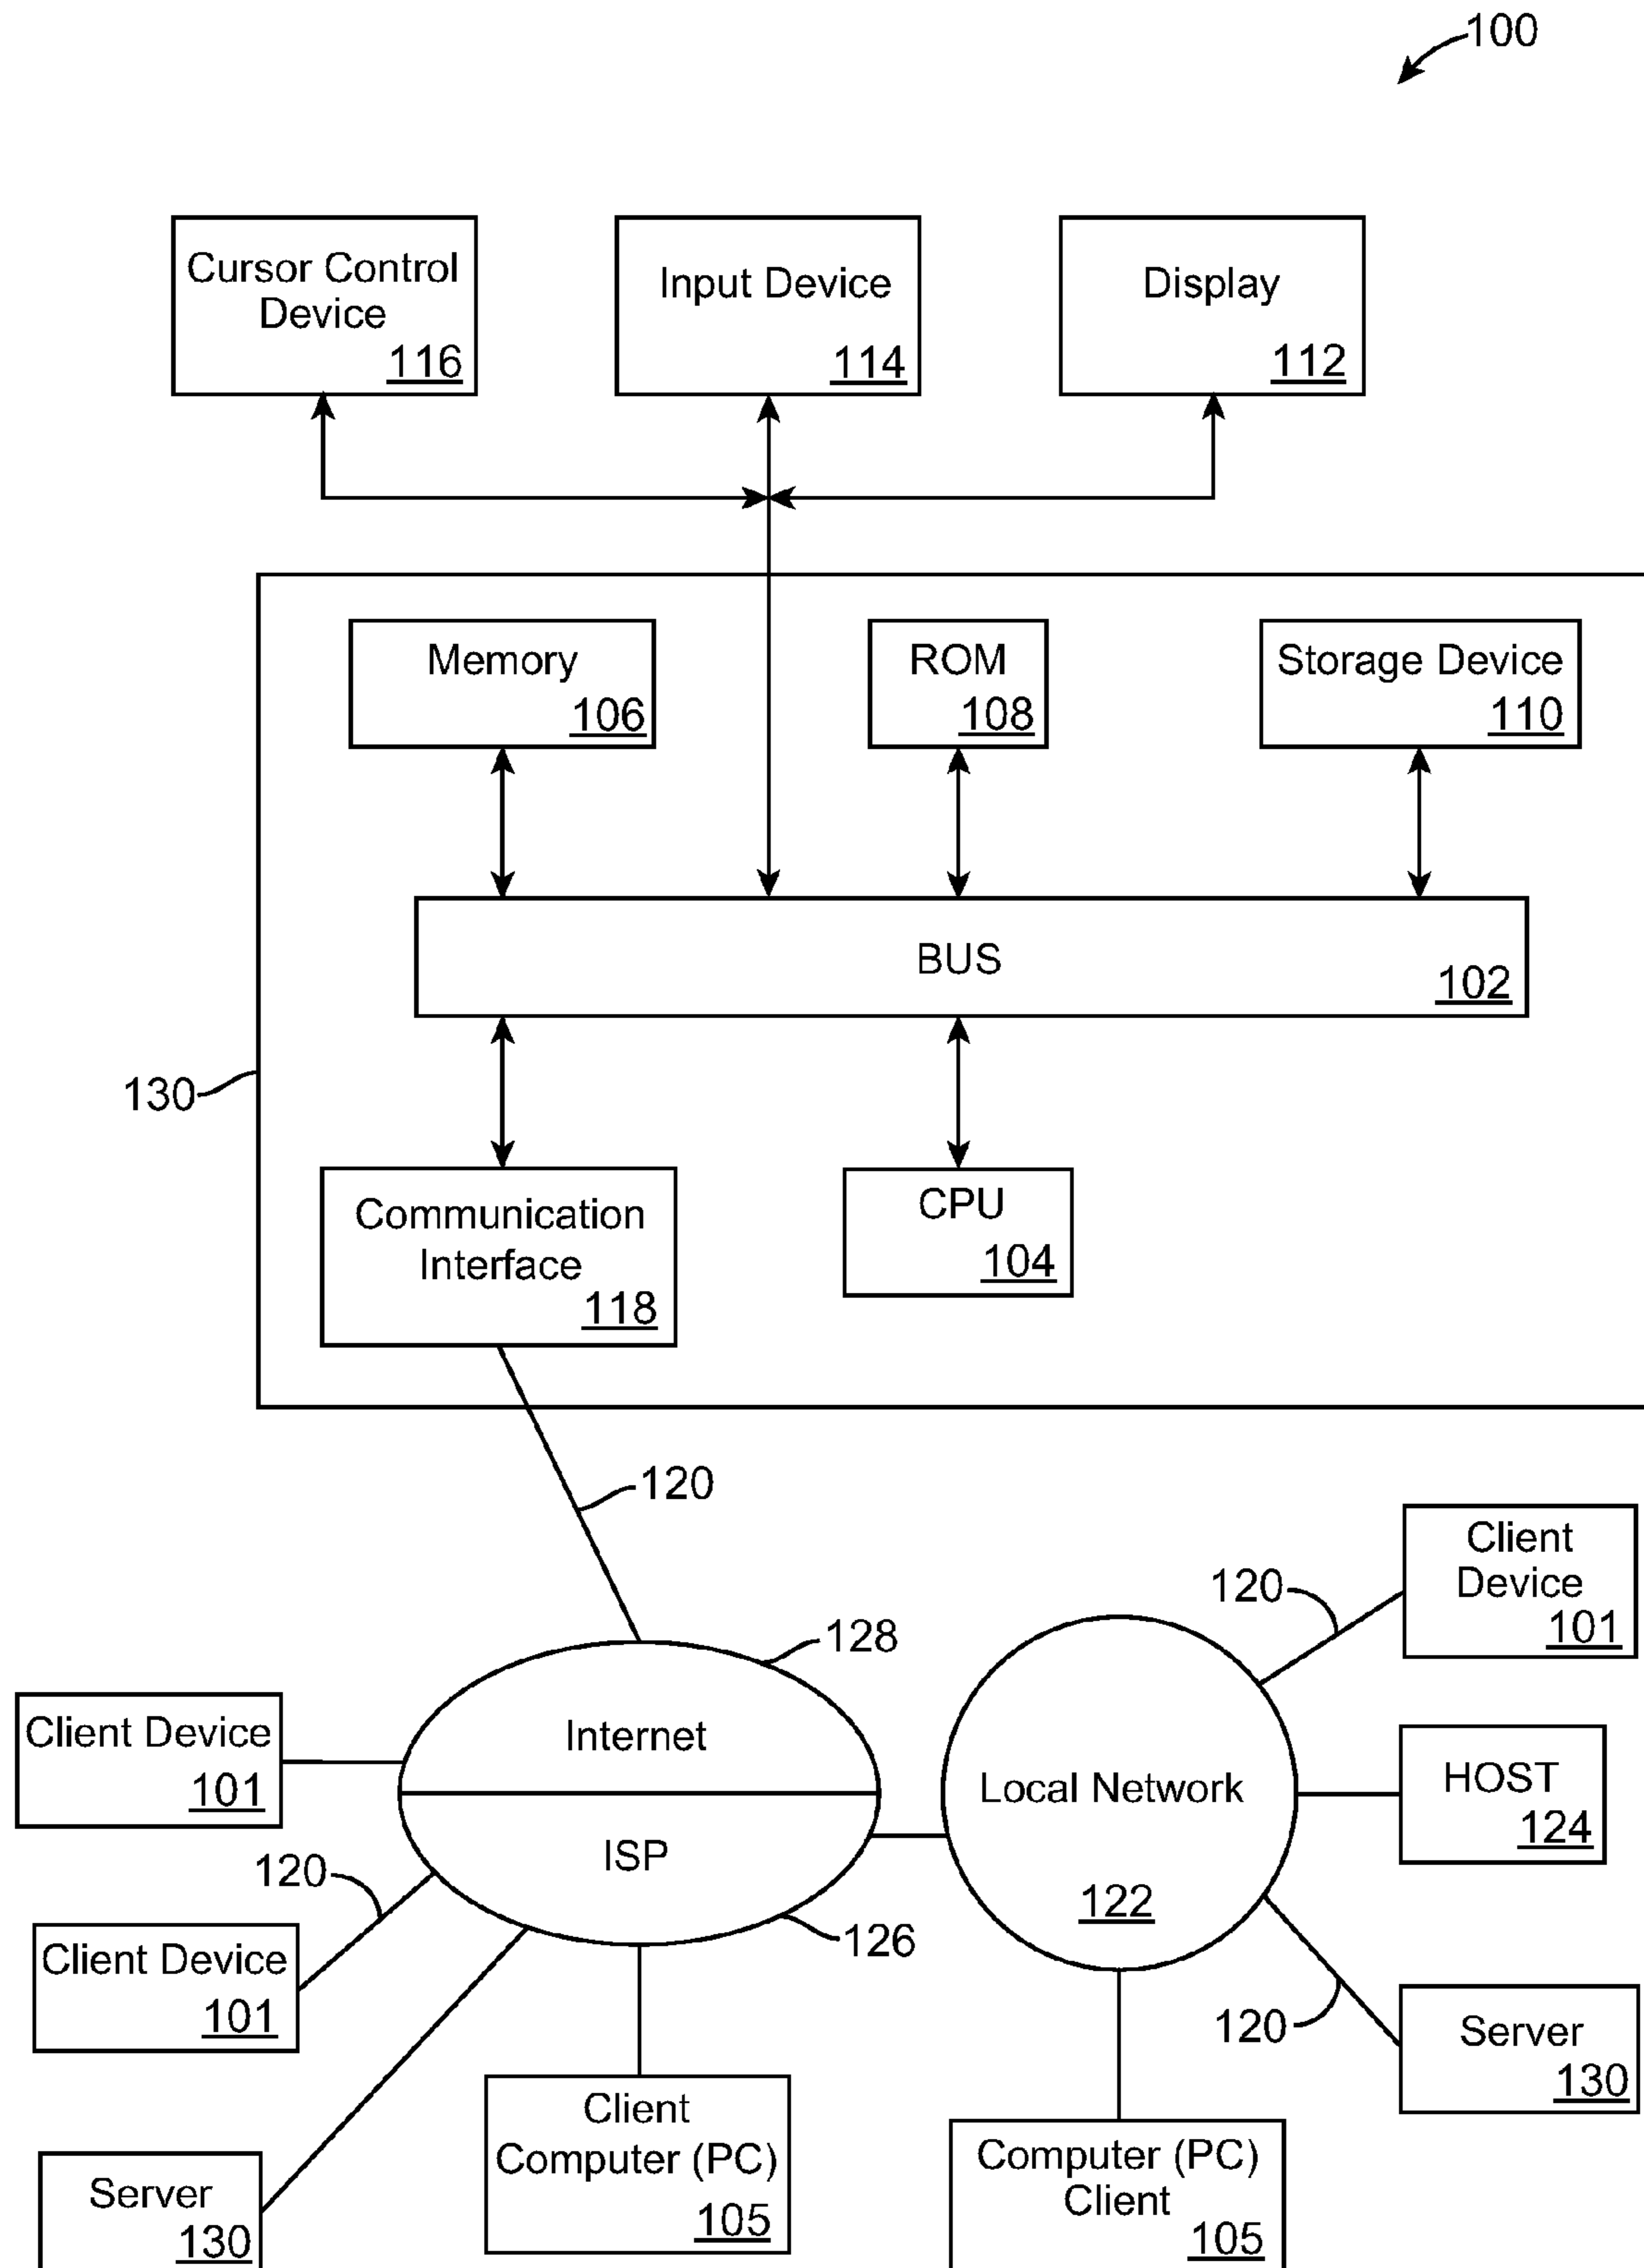 100
Cursor Control
Device
116
Input Device
114
Display
112
Memory
106
ROM
108
Storage Device
110
BUS
102
130
Communication
Interface
118
CPU
104
120
128
Internet
ISP
126
Local Network
122
120
Client
Device
101
HOST
124
Client Device
101
120
Client Device
101
120
Server
130
Server
130
Client
Computer (PC)
105
Computer (PC)
Client
105